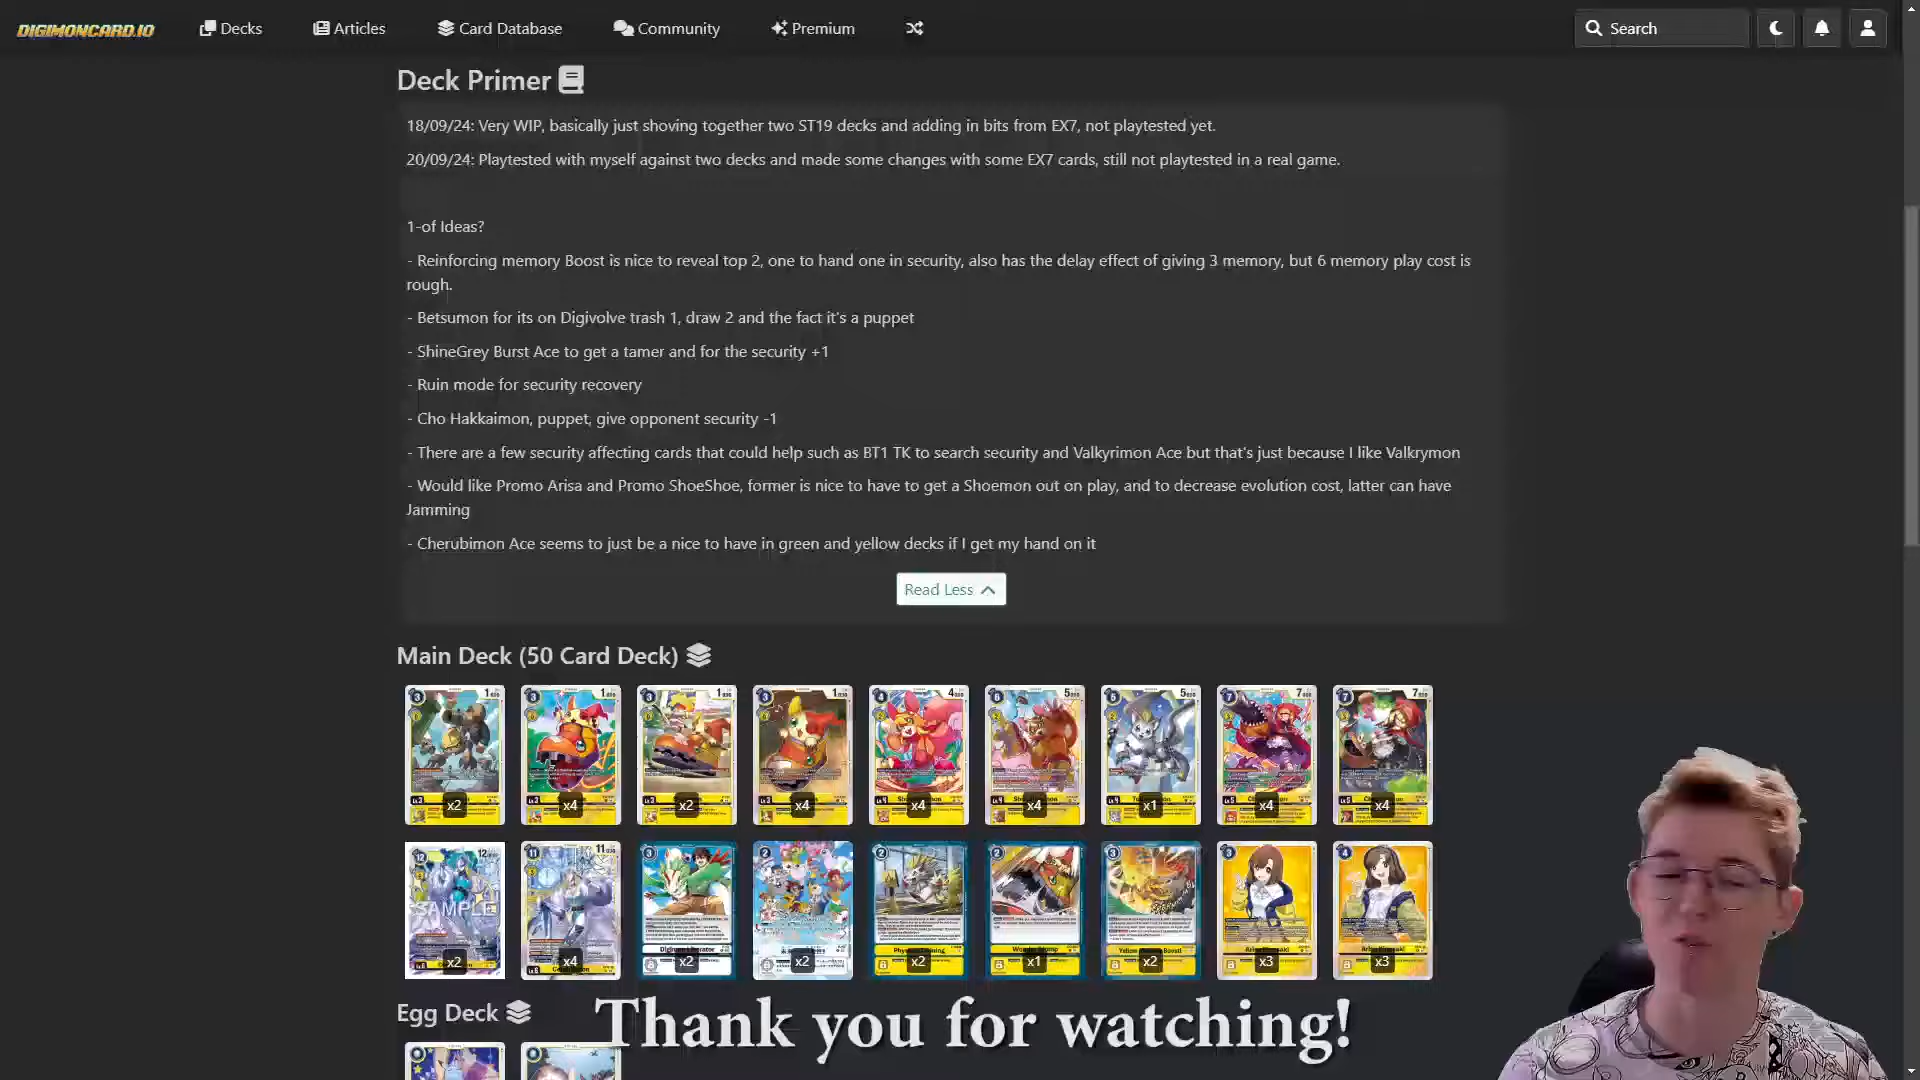 DIGIMONCARD.IO
Decks
Articles
Card Database
Community
Premium
Search
Deck Primer
18/09/24: Very WIP, basically just shoving together two ST19 decks and adding in bits from EX7, not playtested yet.
20/09/24: Playtested with myself against two decks and made some changes with some EX7 cards, still not playtested in a real game.
1-of Ideas?
- Reinforcing memory Boost is nice to reveal top 2, one to hand one in security, also has the delay effect of giving 3 memory, but 6 memory play cost is
rough.
- Betsumon for its on Digivolve trash 1, draw 2 and the fact it's a puppet
- ShineGrey Burst Ace to get a tamer and for the security +1
- Ruin mode for security recovery
- Cho Hakkaimon, puppet, give opponent security -1
- There are a few security affecting cards that could help such as BT1 TK to search security and Valkyrimon Ace but that's just because I like Valkrymon
- Would like Promo Arisa and Promo ShoeShoe, former is nice to have to get a Shoemon out on play, and to decrease evolution cost, latter can have
Jamming
- Cherubimon Ace seems to just be a nice to have in green and yellow decks if I get my hand on it
Read Less
Main Deck (50 Card Deck)
x2 x4 x2 x4 x4 x4 x1 x4 x4
SAMPLE
x2 x4 x2 x2 x2 x1 x2 x3 x3
Egg Deck
Thank you for watching!